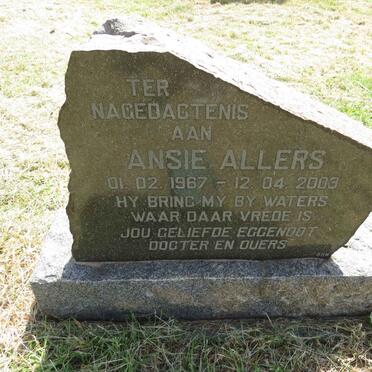 TER
NAGEDAGTENIS
AAN
ANSIE ALLERS
01.02.1967 - 12.04.2003
HY BRING MY BY WATERS
WAAR DAAR VREDE IS
JOU GELIEFDE EGGENOOT
DOGTER EN OUERS